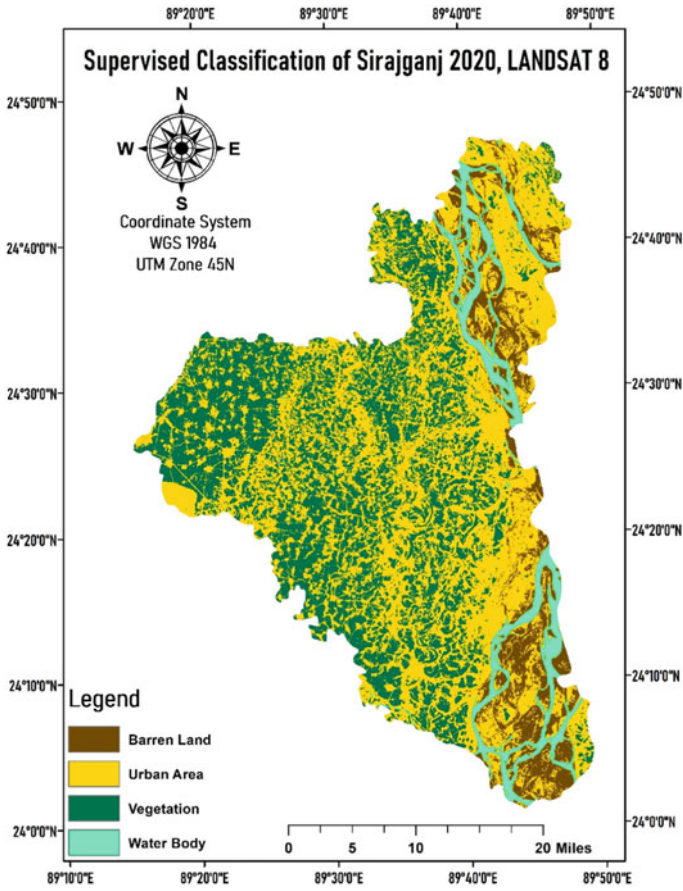 89°20'0"E 89°30'0"E 89°40'0"E 89°50'0"E
Supervised Classification of Sirajganj 2020, LANDSAT 8
24°50'0"N 24°50'0"N
N
W E
S
Coordinate System
WGS 1984
UTM Zone 45N
24°40'0"N 24°40'0"N
24°30'0"N 24°30'0"N
24°20'0"N 24°20'0"N
24°10'0"N 24°10'0"N
Legend
Barren Land
Urban Area
Vegetation
Water Body
24°0'0"N 24°0'0"N
0 5 10 20 Miles
89°10'0"E 89°20'0"E 89°30'0"E 89°40'0"E 89°50'0"E